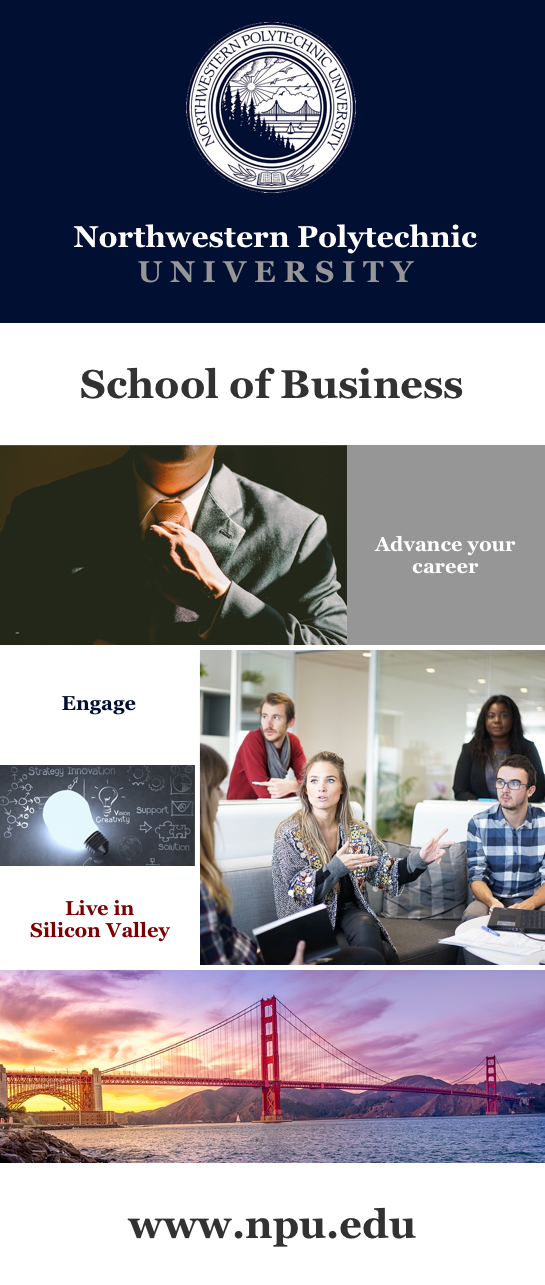 NORTHWESTERN POLYTECHNIC UNIVERSITY
Northwestern Polytechnic
UNIVERSITY
School of Business
Advance your
career
Engage
Strategy Innovation
Vision
Creativity
Support
Solution
Live in
Silicon Valley
www.npu.edu